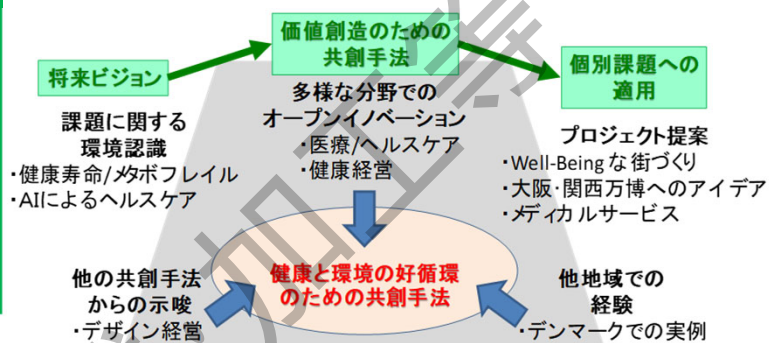 価値創造のための
共創手法
将来ビジョン
個別課題への
適用
課題に関する
環境認識
・健康寿命/メタボフレイル
・AIによるヘルスケア
多様な分野での
オープンイノベーション
・医療/ヘルスケア
・健康経営
プロジェクト提案
・Well-Beingな街づくり
・大阪・関西万博へのアイデア
・メディカルサービス
他の共創手法
からの示唆
・デザイン経営
健康と環境の好循環
のための共創手法
他地域での
経験
・デンマークでの実例